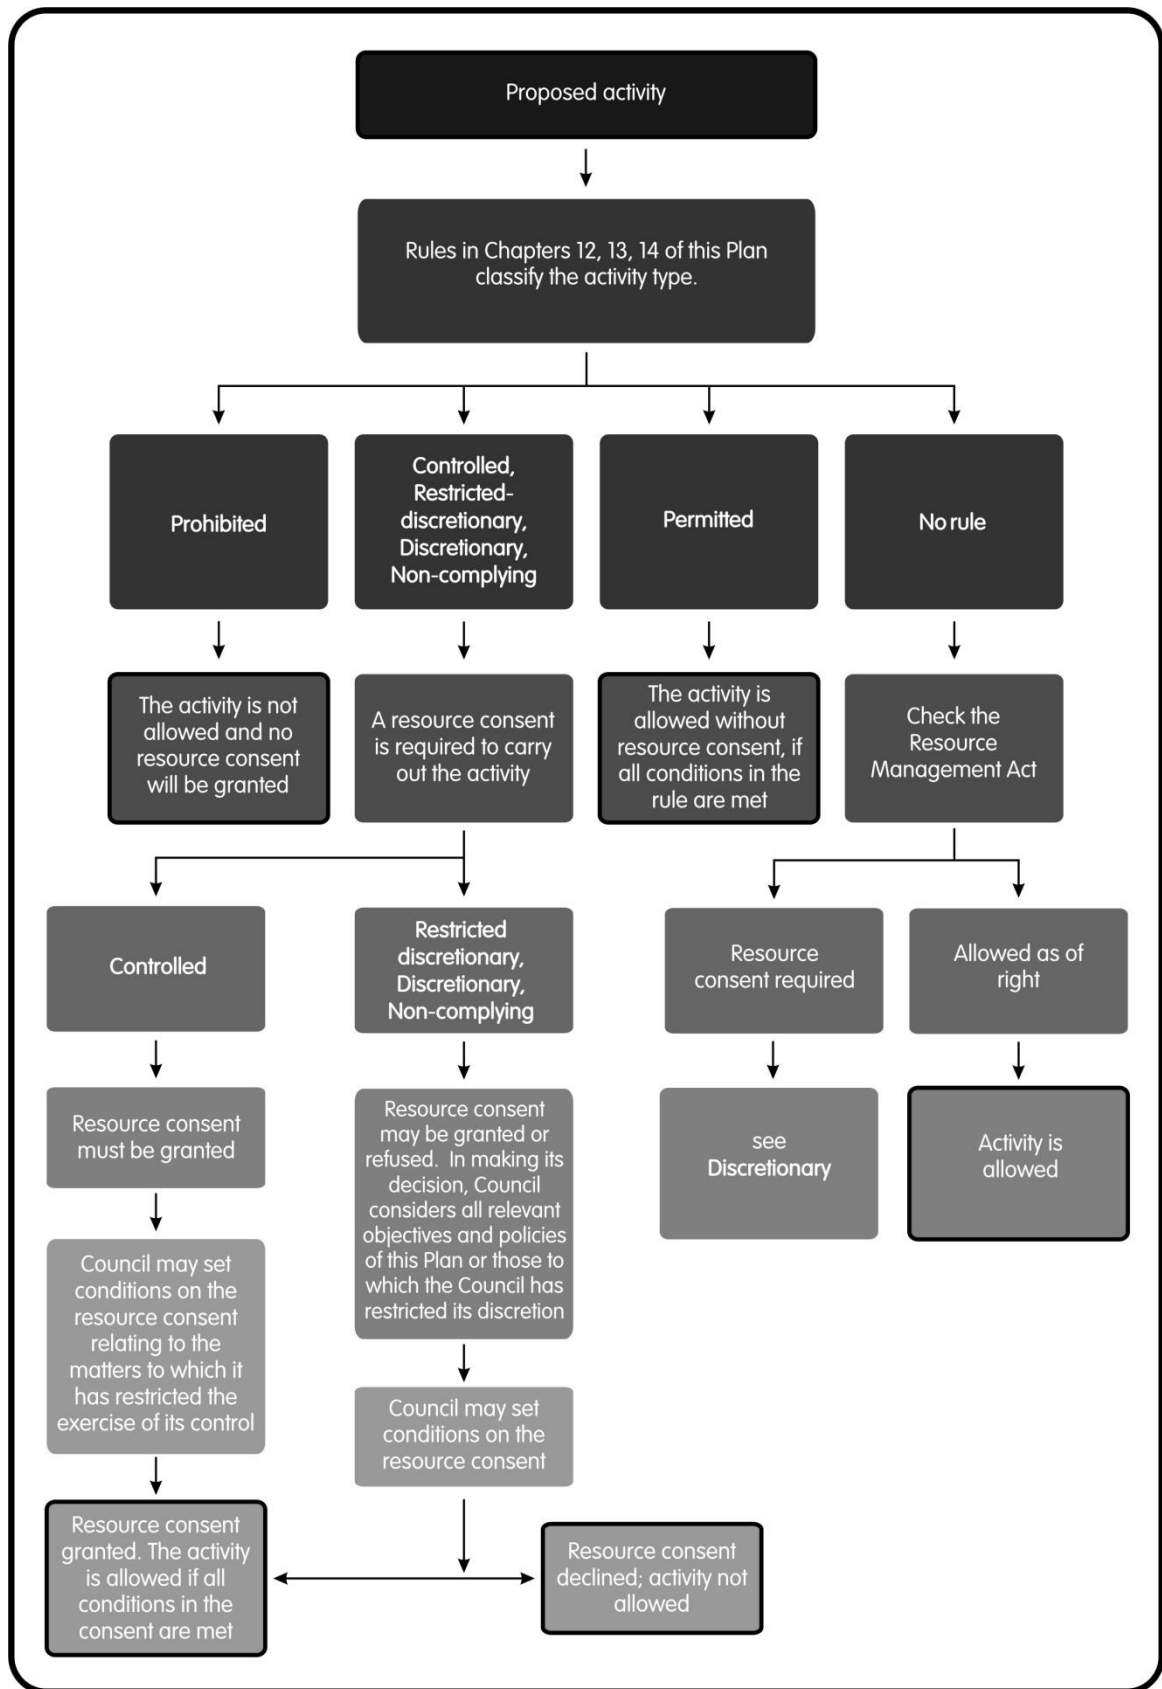 Proposed activity
Rules in Chapters 12, 13, 14 of this Plan
classify the activity type.
Prohibited
Controlled,
Restricted-
discretionary,
Discretionary,
Non-complying
Permitted
No rule
The activity is not
allowed and no
resource consent
will be granted
A resource consent
is required to carry
out the activity
The activity is
allowed without
resource consent, if
all conditions in the
rule are met
Check the
Resource
Management Act
Controlled
Restricted
discretionary,
Discretionary,
Non-complying
Resource
consent required
Allowed as of
right
Resource consent
must be granted
Resource consent
may be granted or
refused. In making its
decision, Council
considers all relevant
objectives and policies
of this Plan or those to
which the Council has
restricted its discretion
see
Discretionary
Activity is
allowed
Council may set
conditions on the
resource consent
relating to the
matters to which it
has restricted the
exercise of its control
Council may set
conditions on the
resource consent
Resource consent
granted. The activity
is allowed if all
conditions in the
consent are met
Resource consent
declined; activity not
allowed